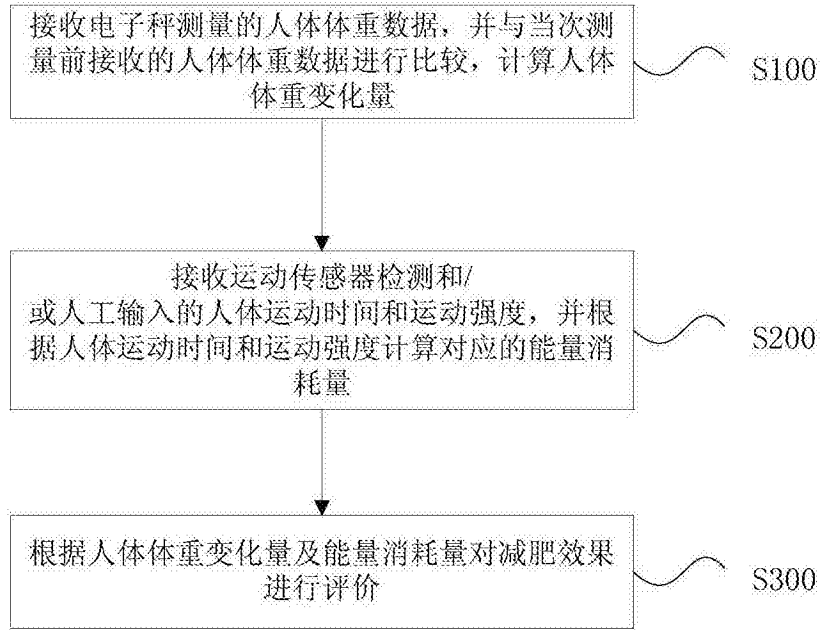 接收电子秤测量的人体体重数据，并与当次测
量前接收的人体体重数据进行比较，计算人体
体重变化量
S100
接收运动传感器检测和/
或人工输入的人体运动时间和运动强度，并根
据人体运动时间和运动强度计算对应的能量消
耗量
S200
根据人体体重变化量及能量消耗量对减肥效果
进行评价
S300